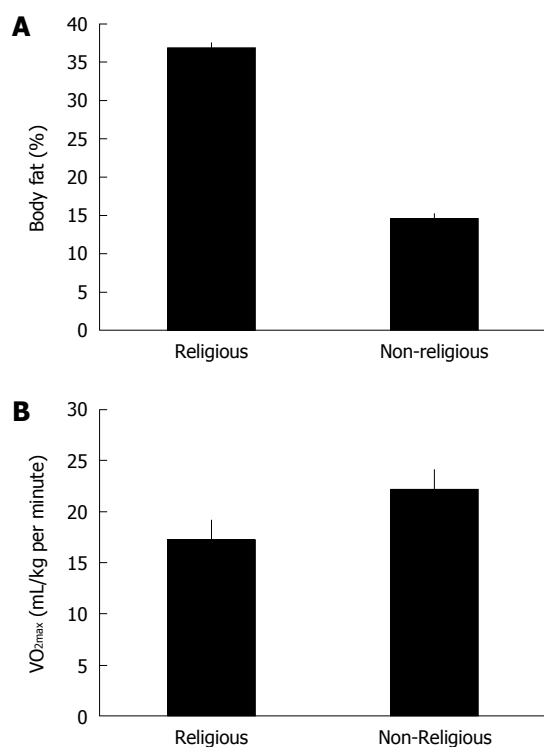 A
40
35
30
25
20
15
10
5
0
Body fat (%)
Religious Non-religious
B
30
25
20
15
10
5
0
VO2max (mL/kg per minute)
Religious Non-Religious